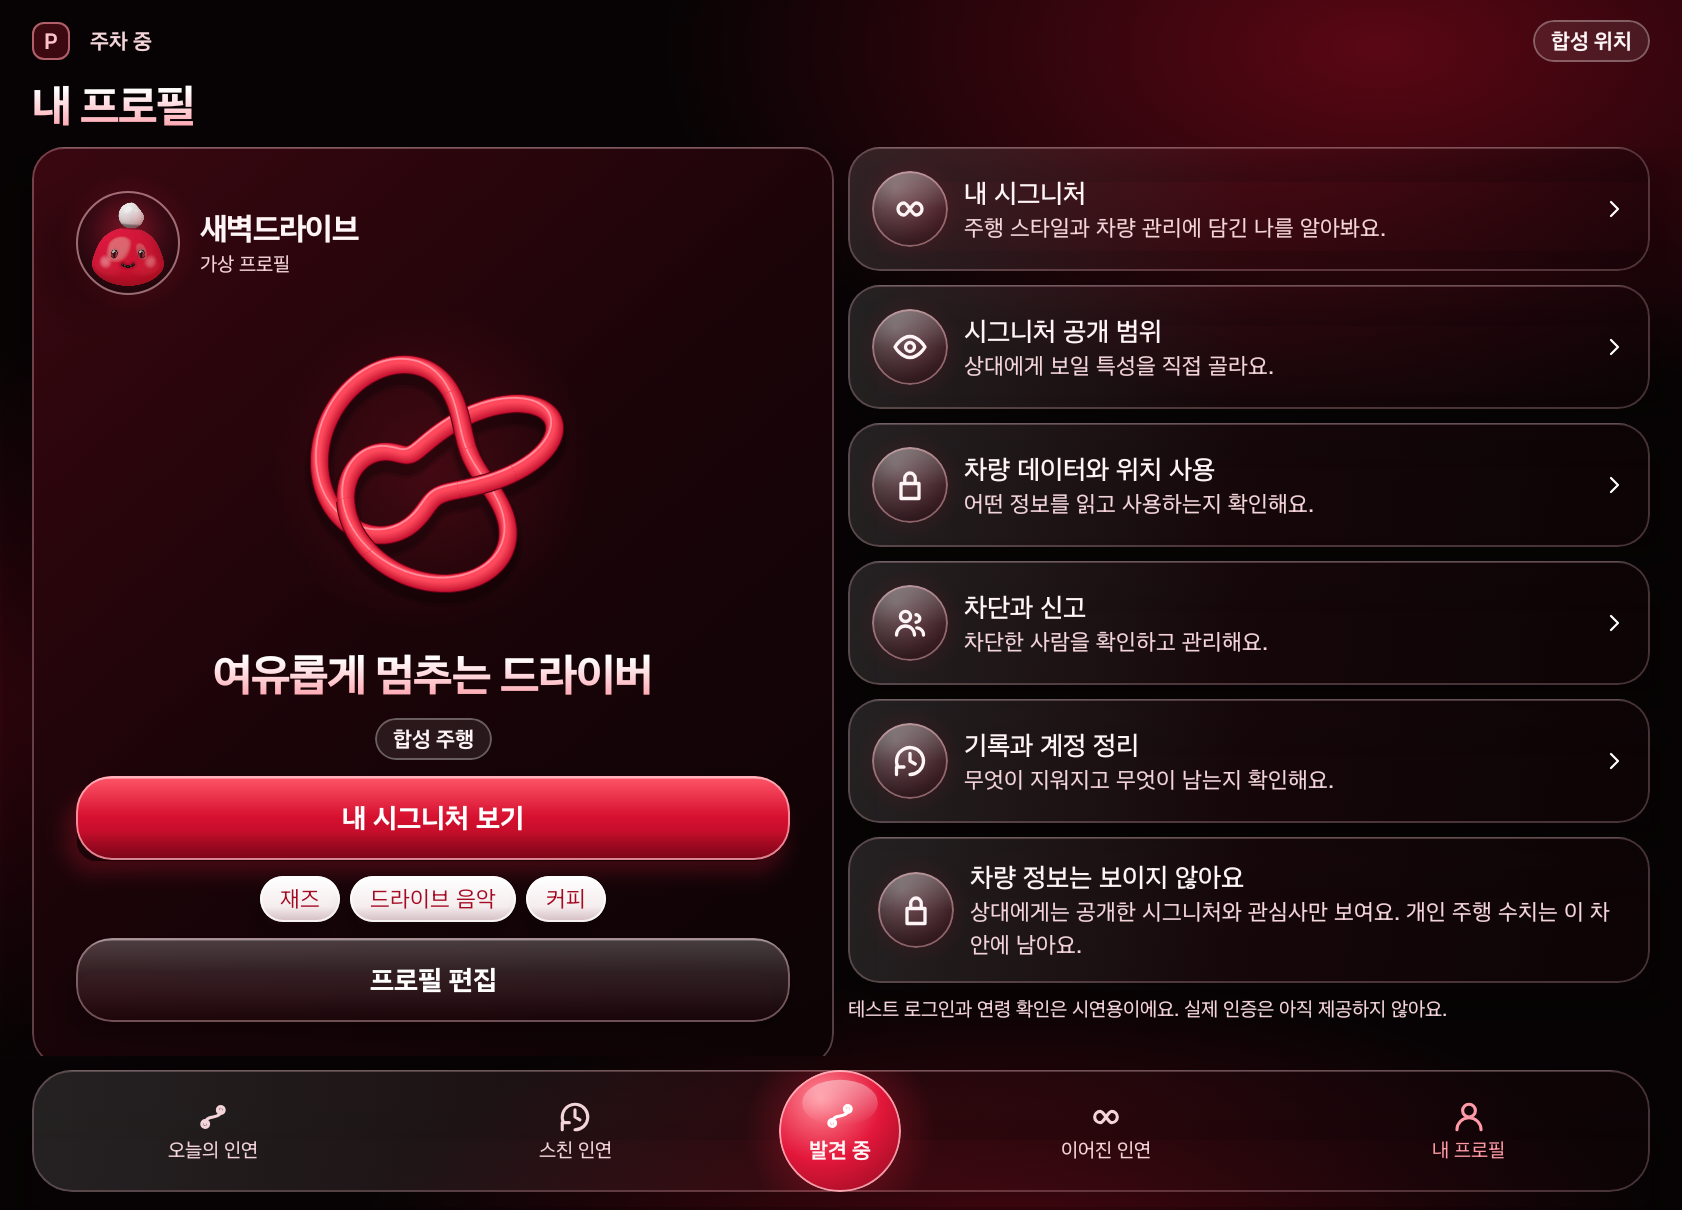 P 주차 중
합성 위치
내 프로필
새벽드라이브
가상 프로필
여유롭게 멈추는 드라이버
합성 주행
내 시그니처 보기
재즈 드라이브 음악 커피
프로필 편집
내 시그니처
주행 스타일과 차량 관리에 담긴 나를 알아봐요.
시그니처 공개 범위
상대에게 보일 특성을 직접 골라요.
차량 데이터와 위치 사용
어떤 정보를 읽고 사용하는지 확인해요.
차단과 신고
차단한 사람을 확인하고 관리해요.
기록과 계정 정리
무엇이 지워지고 무엇이 남는지 확인해요.
차량 정보는 보이지 않아요
상대에게는 공개한 시그니처와 관심사만 보여요. 개인 주행 수치는 이 차
안에 남아요.
테스트 로그인과 연령 확인은 시연용이에요. 실제 인증은 아직 제공하지 않아요.
오늘의 인연
스친 인연
발견 중
이어진 인연
내 프로필